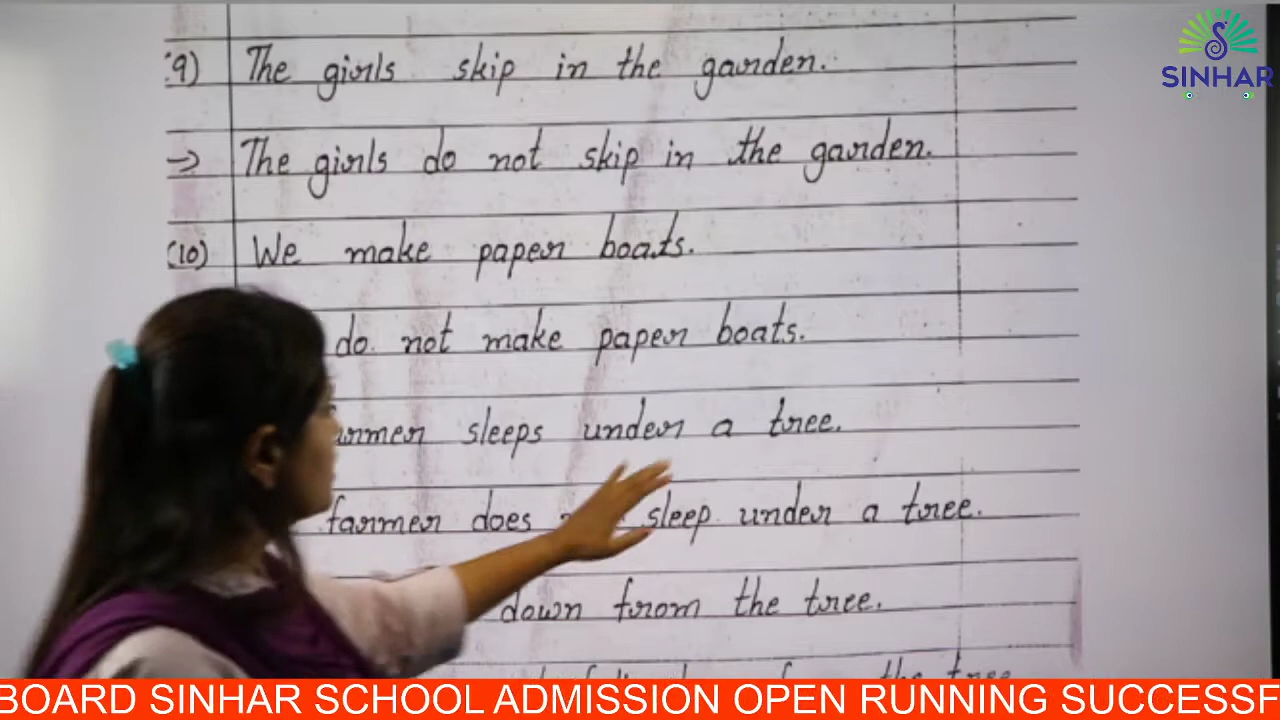 SINHAR
(9) The girls skip in the garden.
→ The girls do not skip in the garden.
(10) We make paper boats.
do not make paper boats.
sleeps under a tree.
farmer does sleep under a tree.
down from the tree.
the tree
BOARD SINHAR SCHOOL ADMISSION OPEN RUNNING